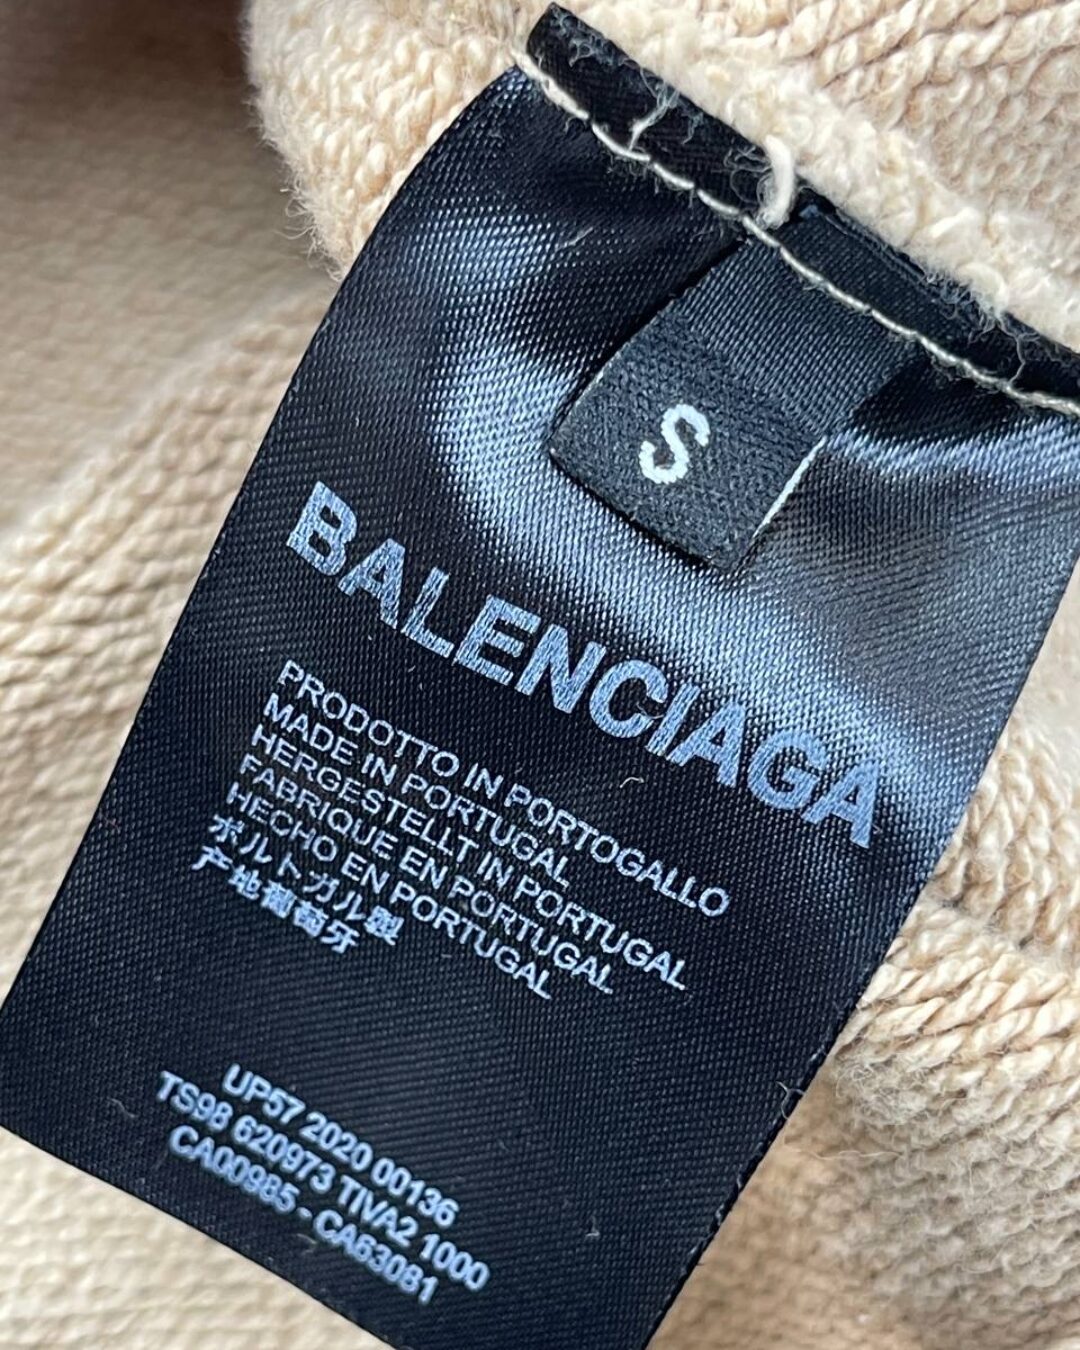 S
BALENCIAGA
PRODOTTO IN PORTOGALLO
MADE IN PORTUGAL
HERGESTELLT IN PORTUGAL
FABRIQUE EN PORTUGAL
HECHO EN PORTUGAL
ポルトガル製
产地葡萄牙
UP57 2020 00136
TS98 620973 TIVA2 1000
CA00985 - CA63081